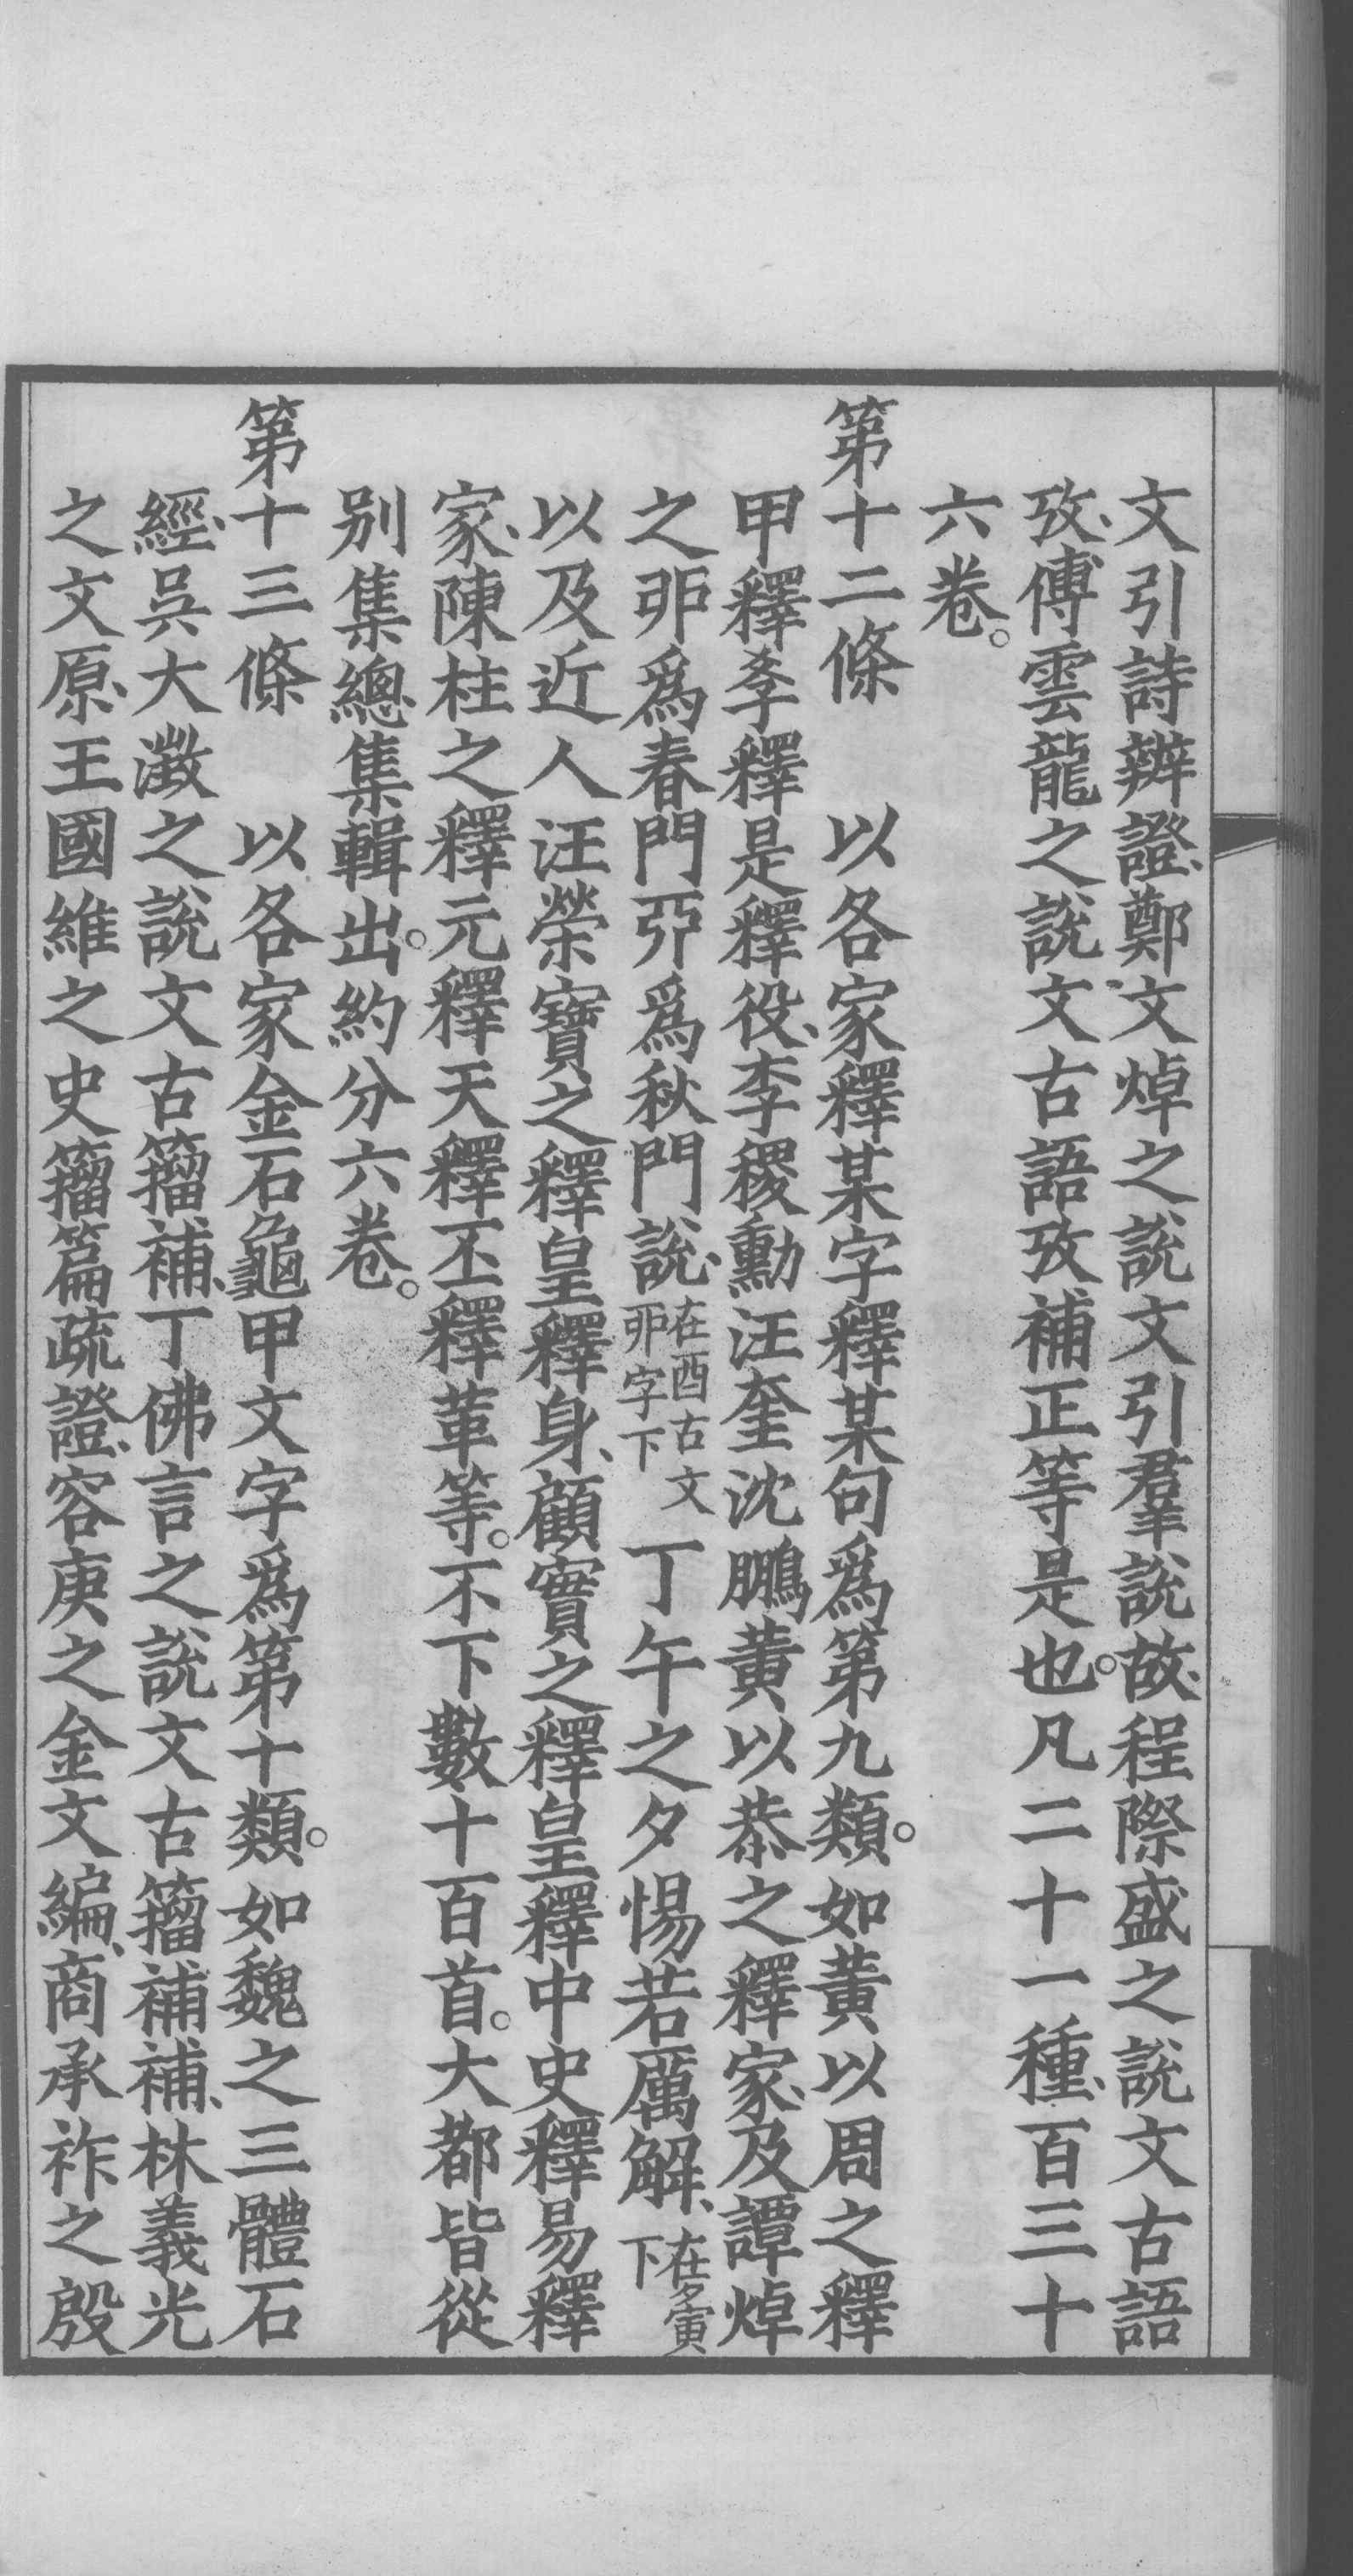 文引詩辨證、鄭文焯之說文引羣說故、程際盛之說文古語
攷、傅雲龍之說文古語攷補正等是也。凡二十一種、百三十
六卷。
第十二條　以各家釋某字釋某句爲第九類。如黃以周之釋
甲釋季釋是釋役、李稷勳汪奎沈鵬黃以恭之釋家、及譚焯
之丣爲春門丣爲秋門說、在酉古文丣字下丁午之夕惕若厲解、在夕寅下
以及近人汪榮寶之釋皇釋身、顧實之釋皇釋中史釋易釋
家、陳柱之釋元釋天釋丕釋革等。不下數十百首。大都皆從
別集總集輯出。約分六卷。
第十三條　以各家金石龜甲文字爲第十類。如魏之三體石
經、吳大澂之說文古籀補、丁佛言之說文古籀補補、林義光
之文原、王國維之史籀篇疏證、容庚之金文編、商承祚之殷